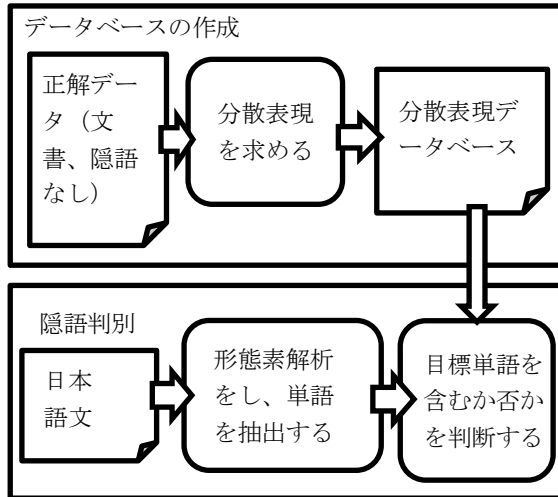 データベースの作成
正解デー
タ（文
書、隠語
なし）
分散表現
を求める
分散表現デ
ータベース
隠語判別
日本
語文
形態素解析
をし、単語
を抽出する
目標単語を
含むか否か
を判断する